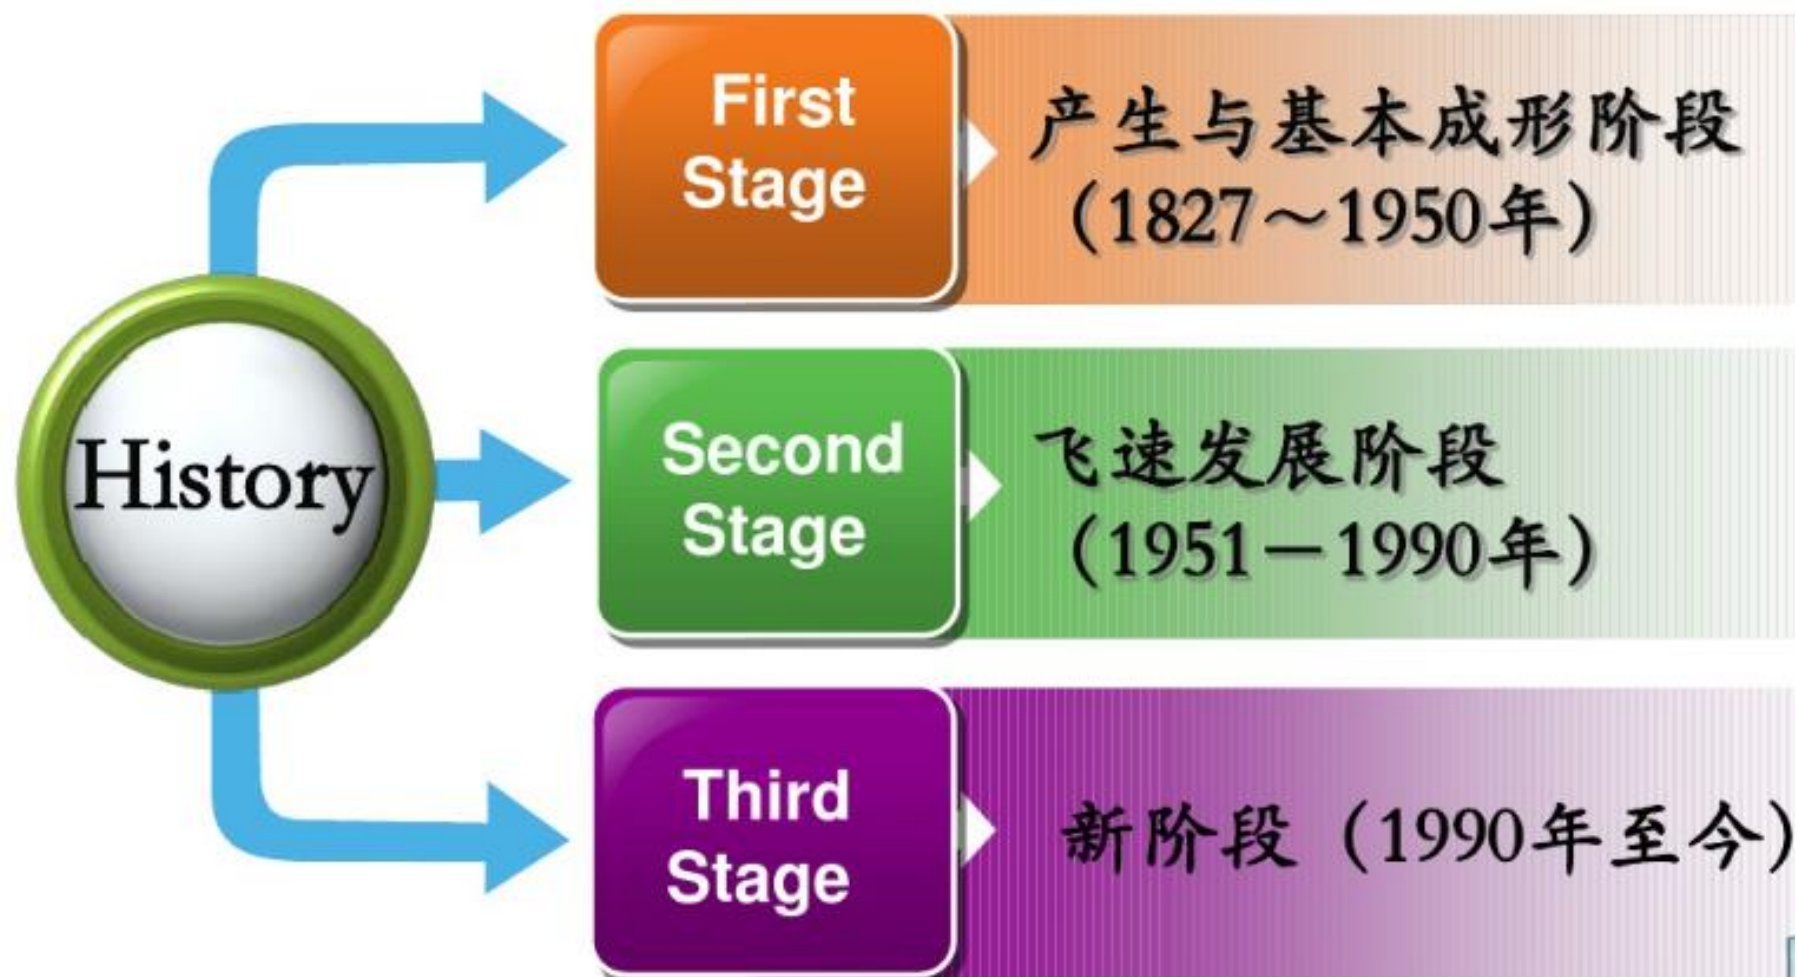 History
First
Stage
产生与基本成形阶段
（1827～1950年）
Second
Stage
飞速发展阶段
（1951－1990年）
Third
Stage
新阶段（1990年至今）